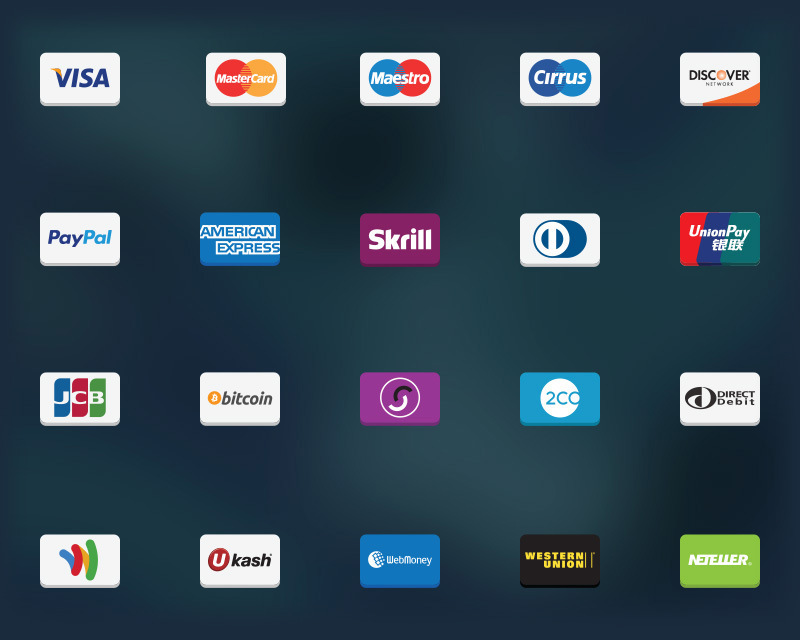 VISA
MasterCard
Maestro
Cirrus
DISCOVER
NETWORK
PayPal
AMERICAN
EXPRESS
Skrill
UnionPay
银联
JCB
bitcoin
2CO
DIRECT
Debit
Ukash
WebMoney
WESTERN
UNION
NETELLER